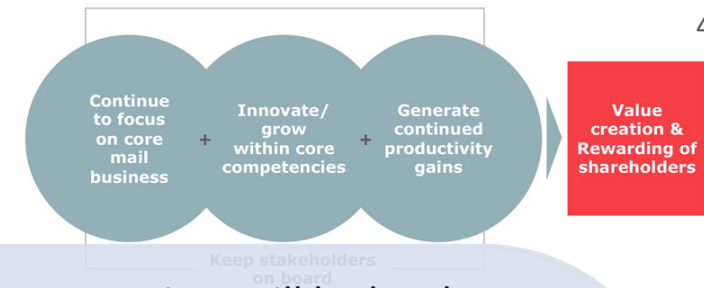 Continue
to focus
on core
mail
business
+
Innovate/
grow
within core
competencies
+
Generate
continued
productivity
gains
Value
creation &
Rewarding of
shareholders
Keep stakeholders
on board